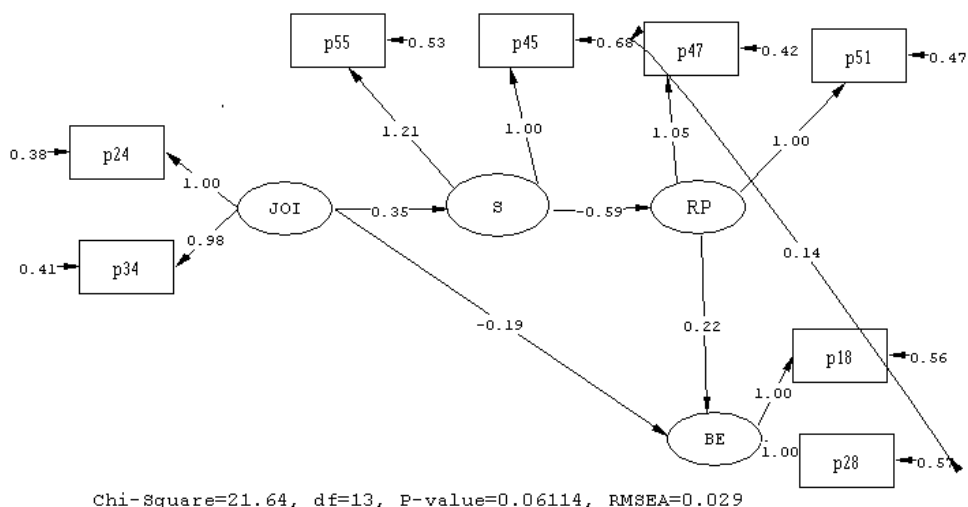 p55 0.53 p45 0.68 p47 0.42 p51 0.47
1.21 1.00 1.05 1.00
0.38 p24
1.00
JOI 0.35 S -0.59 RP
0.98
0.41 p34
0.14
-0.19 0.22
p18 0.56
1.00
BE
1.00 p28 0.57
Chi-Square=21.64, df=13, P-value=0.06114, RMSEA=0.029